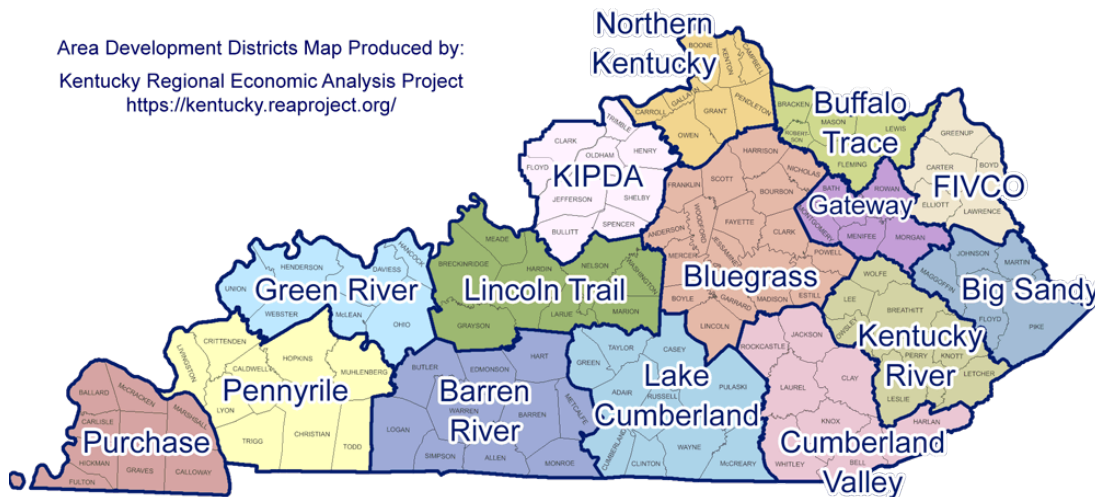 Area Development Districts Map Produced by:
Kentucky Regional Economic Analysis Project
https://kentucky.reaproject.org/
Northern
Kentucky
BOONE
KENTON
CAMPBELL
GALLATIN
CARROLL
GRANT
PENDLETON
OWEN
Buffalo
Trace
BRACKEN
MASON
ROBERT-
SON
LEWIS
FLEMING
FIVCO
GREENUP
CARTER
BOYD
ELLIOTT
LAWRENCE
KIPDA
TRIMBLE
CLARK
OLDHAM
HENRY
FLOYD
JEFFERSON
SHELBY
BULLITT
SPENCER
Gateway
BATH
ROWAN
MONTGOMERY
MENIFEE
MORGAN
Bluegrass
HARRISON
NICHOLAS
SCOTT
FRANKLIN
BOURBON
WOODFORD
FAYETTE
ANDERSON
CLARK
JESSAMINE
MERCER
POWELL
MADISON
ESTILL
BOYLE
GARRARD
LINCOLN
Big Sandy
JOHNSON
MARTIN
MAGOFFIN
FLOYD
PIKE
Green River
HANCOCK
HENDERSON
DAVIESS
UNION
WEBSTER
McLEAN
OHIO
Lincoln Trail
MEADE
BRECKINRIDGE
HARDIN
NELSON
WASHINGTON
GRAYSON
LARUE
MARION
Kentucky
River
WOLFE
LEE
BREATHITT
OWSLEY
PERRY
KNOTT
LETCHER
LESLIE
Pennyrile
CRITTENDEN
LIVINGSTON
HOPKINS
CALDWELL
MUHLENBERG
LYON
TRIGG
CHRISTIAN
TODD
Barren
River
BUTLER
EDMONSON
HART
WARREN
BARREN
METCALFE
LOGAN
SIMPSON
ALLEN
MONROE
Lake
Cumberland
TAYLOR
CASEY
GREEN
ADAIR
RUSSELL
PULASKI
CUMBERLAND
WAYNE
CLINTON
McCREARY
Cumberland
Valley
ROCKCASTLE
JACKSON
LAUREL
CLAY
KNOX
HARLAN
WHITLEY
BELL
Purchase
BALLARD
McCRACKEN
MARSHALL
CARLISLE
HICKMAN
GRAVES
CALLOWAY
FULTON